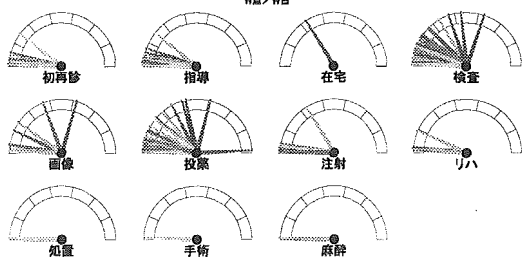 初再診 指導 在宅 検査
画像 投薬 注射 リハ
処置 手術 麻酔